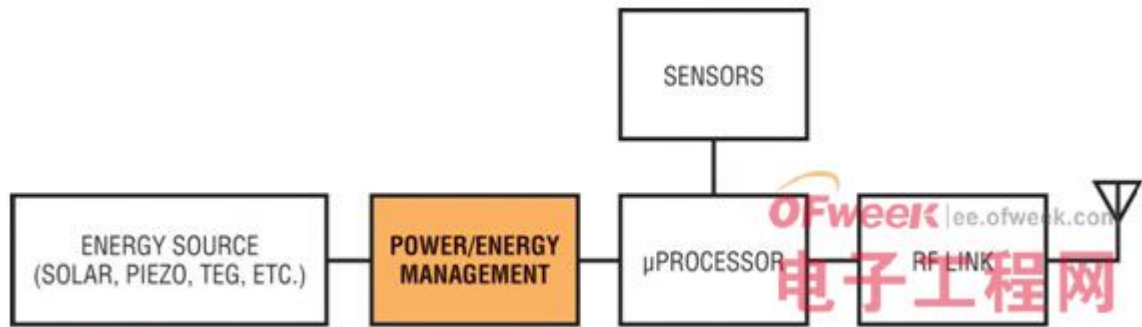 SENSORS
ENERGY SOURCE
(SOLAR, PIEZO, TEG, ETC.)
POWER/ENERGY
MANAGEMENT
µPROCESSOR
RF LINK
OFweek | ee.ofweek.com
电子工程网